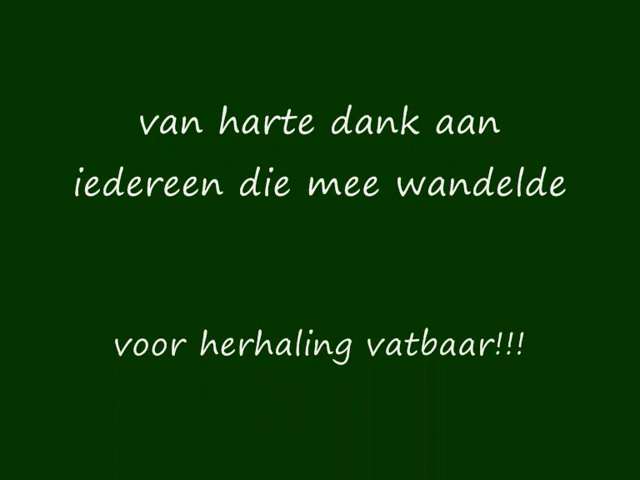 van harte dank aan
iedereen die mee wandelde
voor herhaling vatbaar!!!